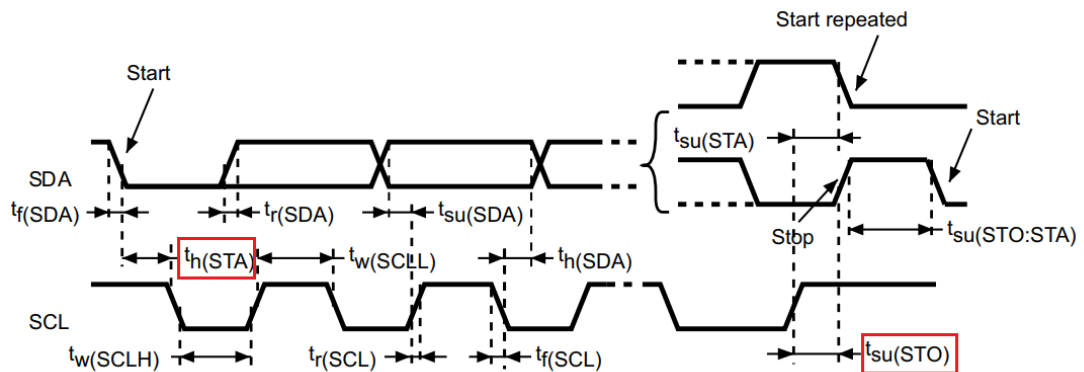 Start repeated
Start
Start
tsu(STA)
SDA
tf(SDA)
tr(SDA)
tsu(SDA)
Stop
tsu(STO:STA)
th(STA)
tw(SCLL)
th(SDA)
SCL
tw(SCLH)
tr(SCL)
tf(SCL)
tsu(STO)